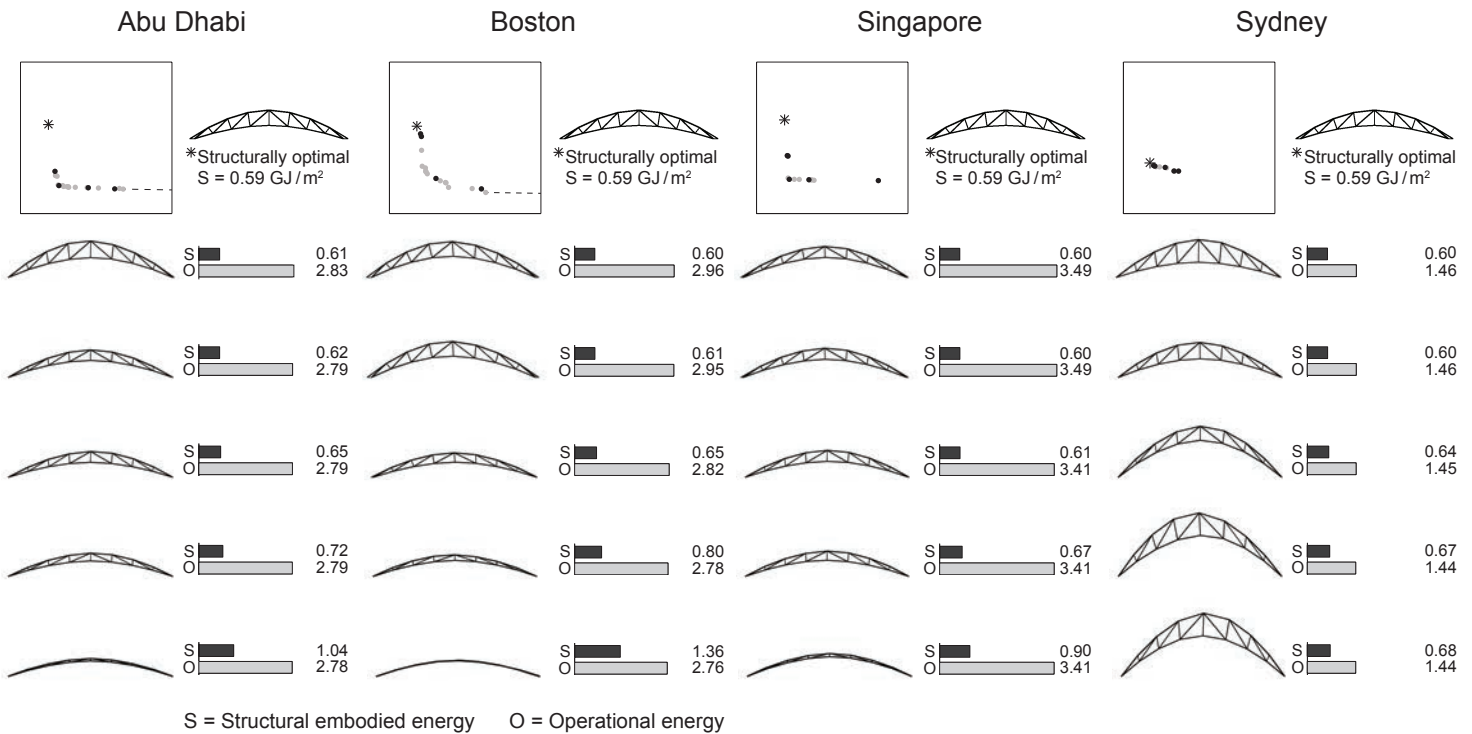 Abu Dhabi
Boston
Singapore
Sydney
*Structurally optimal
S = 0.59 GJ/m²
*Structurally optimal
S = 0.59 GJ/m²
*Structurally optimal
S = 0.59 GJ/m²
*Structurally optimal
S = 0.59 GJ/m²
S 0.61
O 2.83
S 0.60
O 2.96
S 0.60
O 3.49
S 0.60
O 1.46
S 0.62
O 2.79
S 0.61
O 2.95
S 0.60
O 3.49
S 0.60
O 1.46
S 0.65
O 2.79
S 0.65
O 2.82
S 0.61
O 3.41
S 0.64
O 1.45
S 0.72
O 2.79
S 0.80
O 2.78
S 0.67
O 3.41
S 0.67
O 1.44
S 1.04
O 2.78
S 1.36
O 2.76
S 0.90
O 3.41
S 0.68
O 1.44
S = Structural embodied energy O = Operational energy